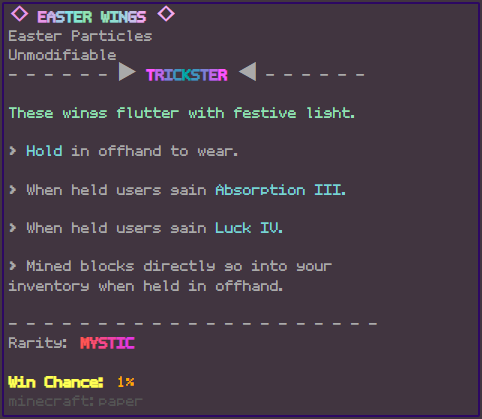 ◇ EASTER WINGS ◇
Easter Particles
Unmodifiable
- - - - - - ▶ TRICKSTER ◀ - - - - - -
These wings flutter with festive light.
> Hold in offhand to wear.
> When held users gain Absorption III.
> When held users gain Luck IV.
> Mined blocks directly go into your
inventory when held in offhand.
- - - - - - - - - - - - - - - - - - -
Rarity: MYSTIC
Win Chance: 1%
minecraft:paper